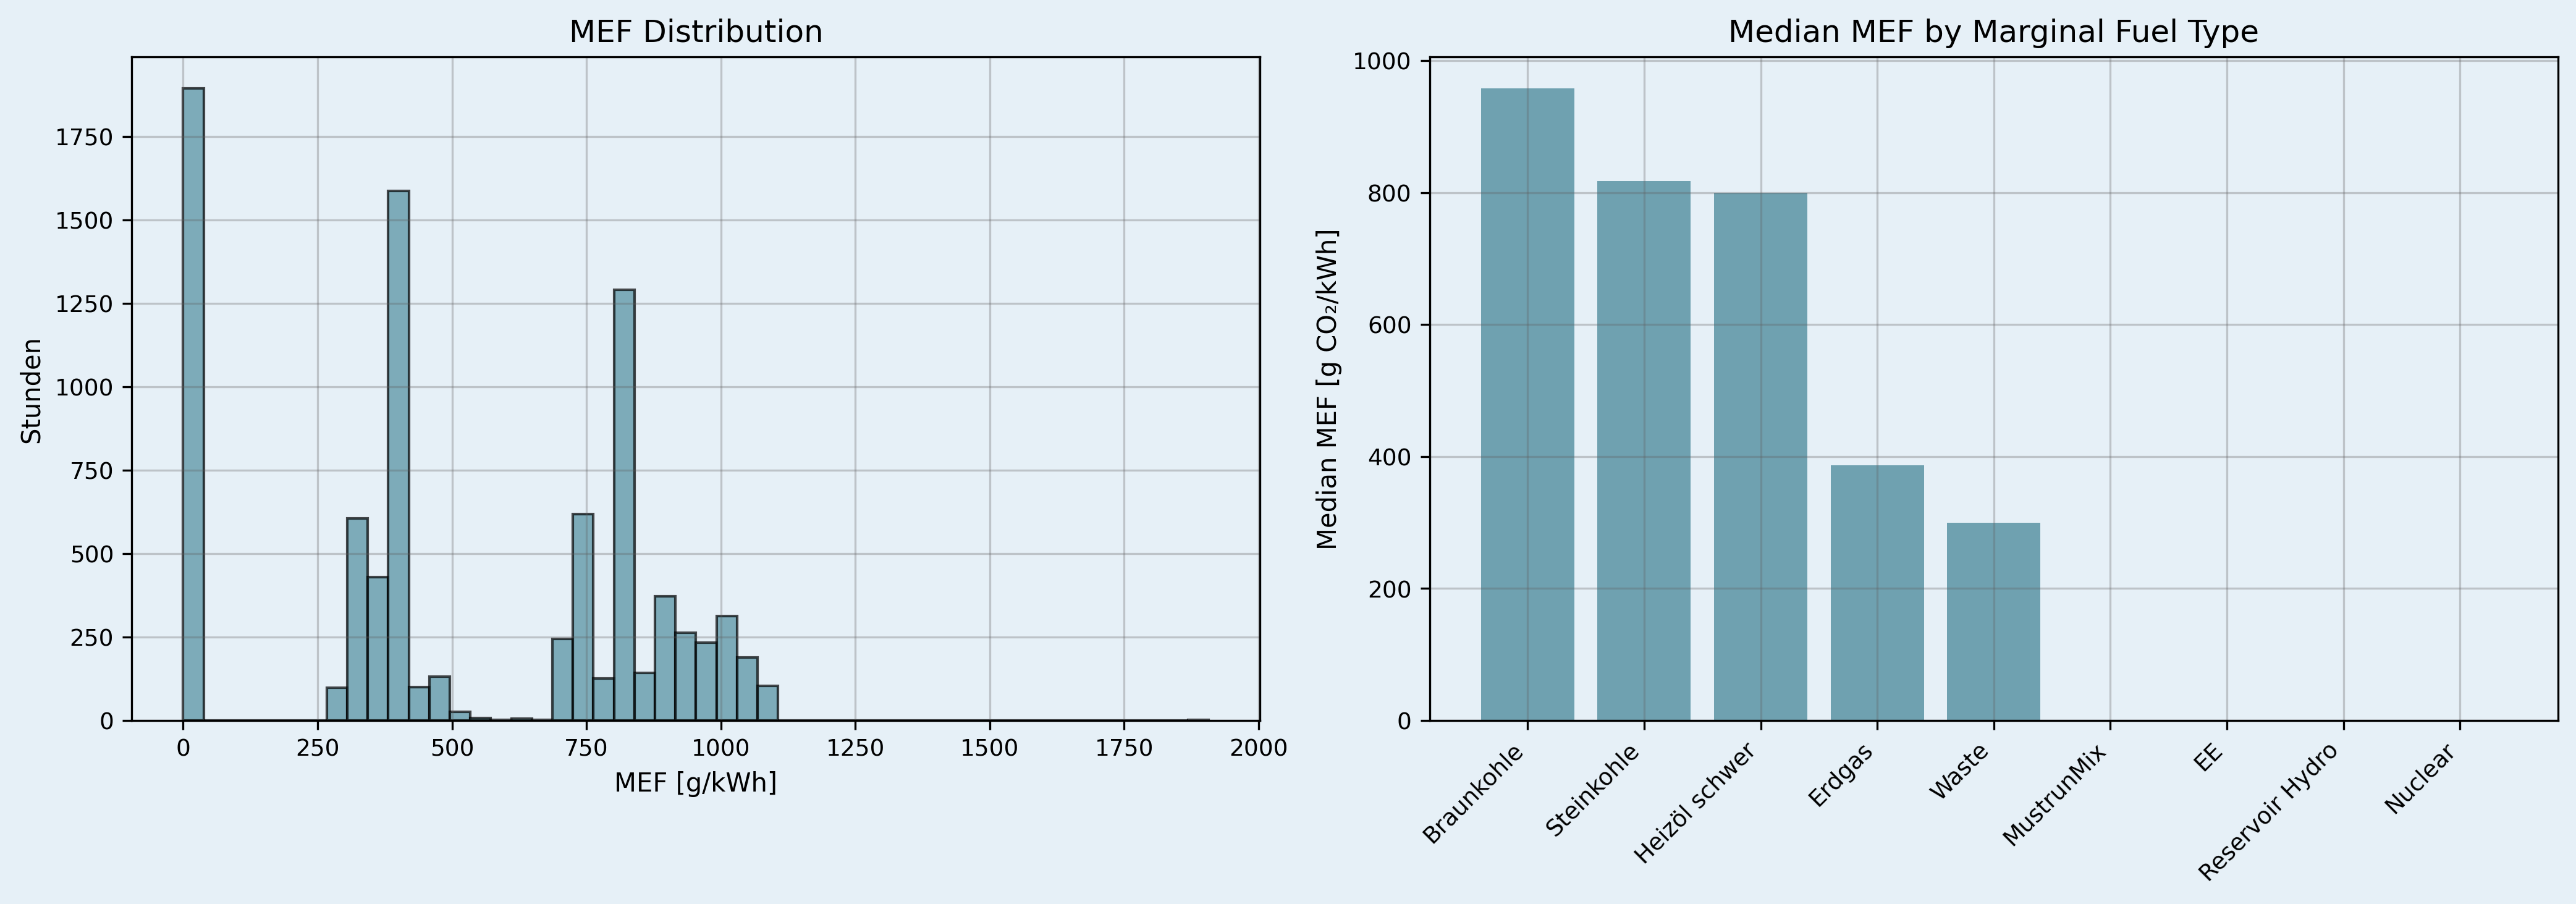 MEF Distribution
Stunden
1750
1500
1250
1000
750
500
250
0
0 250 500 750 1000 1250 1500 1750 2000
MEF [g/kWh]
Median MEF by Marginal Fuel Type
Median MEF [g CO₂/kWh]
1000
800
600
400
200
0
Braunkohle
Steinkohle
Heizöl schwer
Erdgas
Waste
MustrunMix
EE
Reservoir Hydro
Nuclear